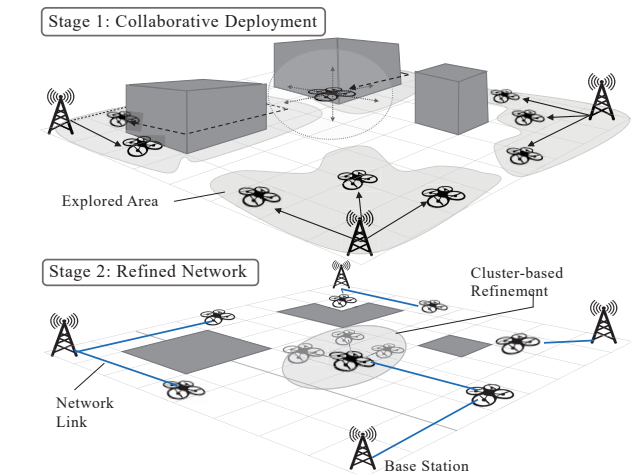 Stage 1: Collaborative Deployment
Explored Area
Stage 2: Refined Network
Cluster-based
Refinement
Network
Link
Base Station